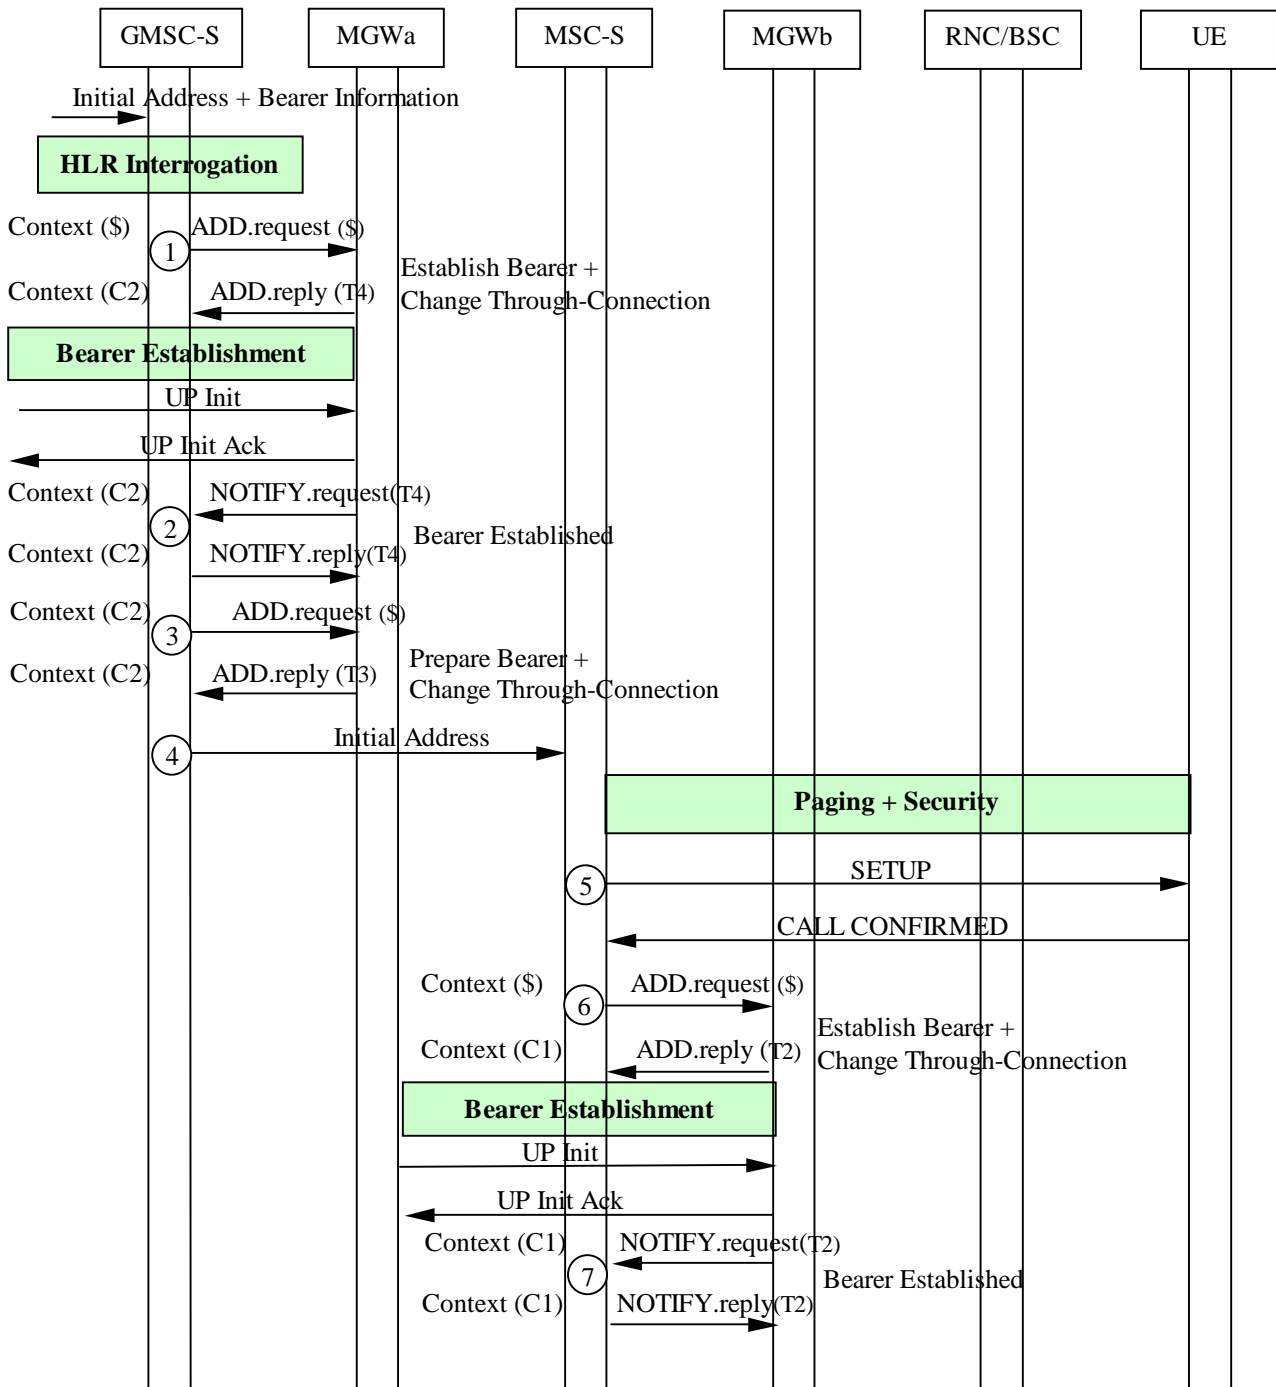 GMSC-S
MGWa
MSC-S
MGWb
RNC/BSC
UE
Initial Address + Bearer Information
HLR Interrogation
Context ($)
1
ADD.request ($)
Establish Bearer +
Change Through-Connection
Context (C2)
ADD.reply (T4)
Bearer Establishment
UP Init
UP Init Ack
Context (C2)
NOTIFY.request(T4)
2
Bearer Established
Context (C2)
NOTIFY.reply(T4)
Context (C2)
ADD.request ($)
3
Prepare Bearer +
Change Through-Connection
Context (C2)
ADD.reply (T3)
Initial Address
4
Paging + Security
SETUP
5
CALL CONFIRMED
Context ($)
6
ADD.request ($)
Establish Bearer +
Change Through-Connection
Context (C1)
ADD.reply (T2)
Bearer Establishment
UP Init
UP Init Ack
Context (C1)
NOTIFY.request(T2)
7
Bearer Established
Context (C1)
NOTIFY.reply(T2)